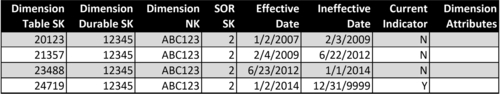 Dimension Table SK Dimension Durable SK Dimension NK SOR SK Effective Date Ineffective Date Current Indicator Dimension Attributes
20123 12345 ABC123 2 1/2/2007 2/3/2009 N
21357 12345 ABC123 2 2/4/2009 6/22/2012 N
23488 12345 ABC123 2 6/23/2012 1/1/2014 N
24719 12345 ABC123 2 1/2/2014 12/31/9999 Y